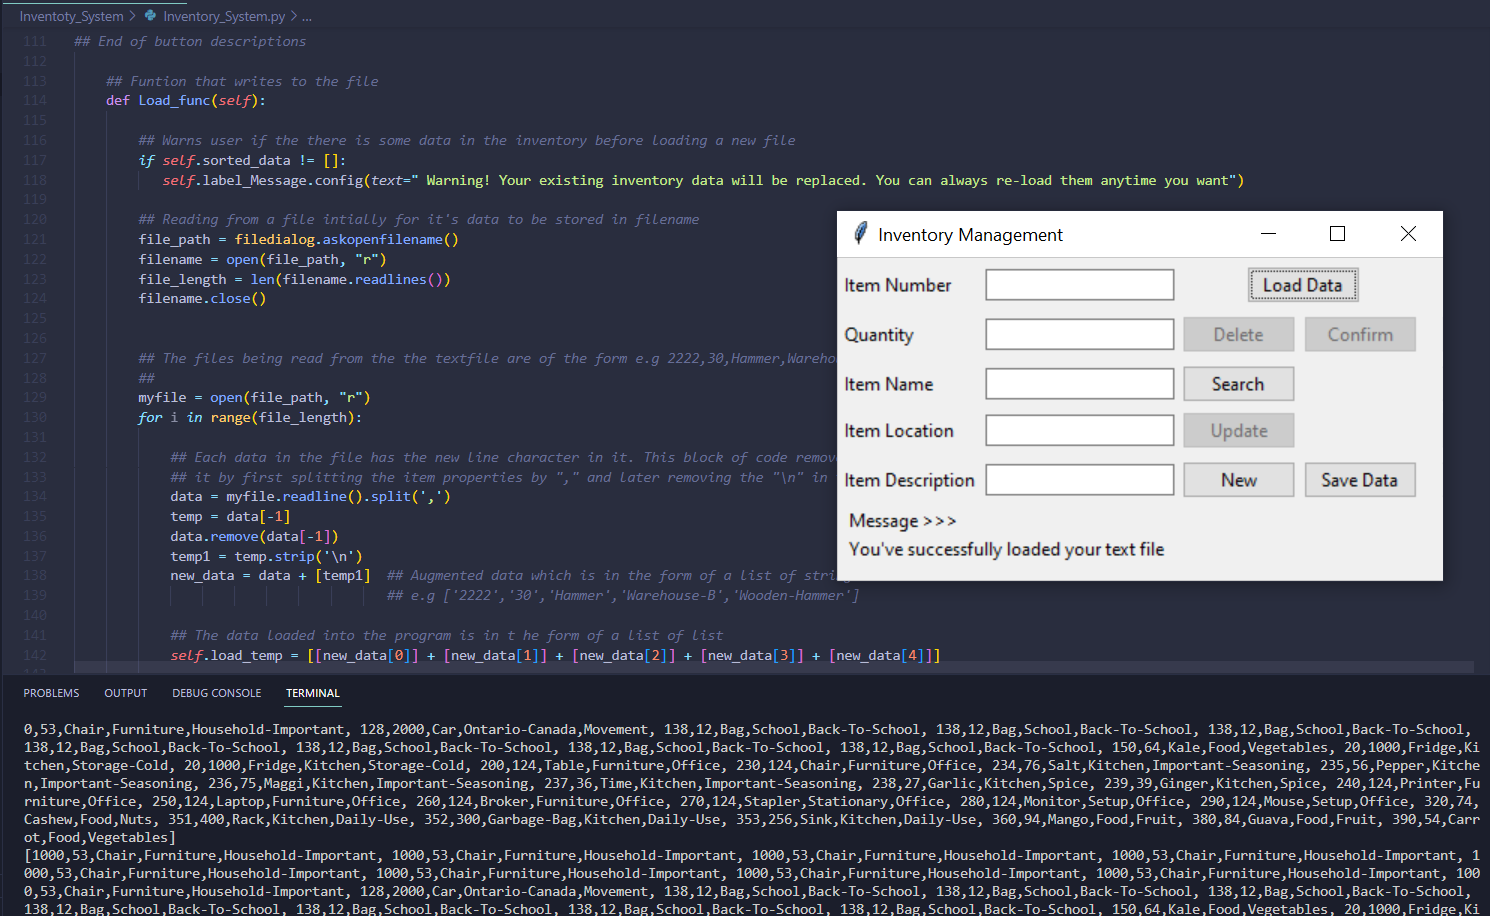 Inventoty_System > Inventory_System.py > ...
111 ## End of button descriptions
112
113 ## Funtion that writes to the file
114 def Load_func(self):
115
116 ## Warns user if the there is some data in the inventory before loading a new file
117 if self.sorted_data != []:
118 self.label_Message.config(text=" Warning! Your existing inventory data will be replaced. You can always re-load them anytime you want")
119
120 ## Reading from a file intially for it's data to be stored in filename
121 file_path = filedialog.askopenfilename()
122 filename = open(file_path, "r")
123 file_length = len(filename.readlines())
124 filename.close()
125
126
127 ## The files being read from the the textfile are of the form e.g 2222,30,Hammer,Wareho
128 ##
129 myfile = open(file_path, "r")
130 for i in range(file_length):
131
132 ## Each data in the file has the new line character in it. This block of code remov
133 ## it by first splitting the item properties by "," and later removing the "\n" in
134 data = myfile.readline().split(',')
135 temp = data[-1]
136 data.remove(data[-1])
137 temp1 = temp.strip('\n')
138 new_data = data + [temp1] ## Augmented data which is in the form of a list of strin
139 ## e.g ['2222','30','Hammer','Warehouse-B','Wooden-Hammer']
140
141 ## The data loaded into the program is in t he form of a list of list
142 self.load_temp = [[new_data[0]] + [new_data[1]] + [new_data[2]] + [new_data[3]] + [new_data[4]]]
Inventory Management
Item Number Load Data
Quantity Delete Confirm
Item Name Search
Item Location Update
Item Description New Save Data
Message >>>
You've successfully loaded your text file
PROBLEMS OUTPUT DEBUG CONSOLE TERMINAL
0,53,Chair,Furniture,Household-Important, 128,2000,Car,Ontario-Canada,Movement, 138,12,Bag,School,Back-To-School, 138,12,Bag,School,Back-To-School, 138,12,Bag,School,Back-To-School,
138,12,Bag,School,Back-To-School, 138,12,Bag,School,Back-To-School, 138,12,Bag,School,Back-To-School, 138,12,Bag,School,Back-To-School, 150,64,Kale,Food,Vegetables, 20,1000,Fridge,Ki
tchen,Storage-Cold, 20,1000,Fridge,Kitchen,Storage-Cold, 200,124,Table,Furniture,Office, 230,124,Chair,Furniture,Office, 234,76,Salt,Kitchen,Important-Seasoning, 235,56,Pepper,Kitche
n,Important-Seasoning, 236,75,Maggi,Kitchen,Important-Seasoning, 237,36,Time,Kitchen,Important-Seasoning, 238,27,Garlic,Kitchen,Spice, 239,39,Ginger,Kitchen,Spice, 240,124,Printer,Fu
rniture,Office, 250,124,Laptop,Furniture,Office, 260,124,Broker,Furniture,Office, 270,124,Stapler,Stationary,Office, 280,124,Monitor,Setup,Office, 290,124,Mouse,Setup,Office, 320,74,
Cashew,Food,Nuts, 351,400,Rack,Kitchen,Daily-Use, 352,300,Garbage-Bag,Kitchen,Daily-Use, 353,256,Sink,Kitchen,Daily-Use, 360,94,Mango,Food,Fruit, 380,84,Guava,Food,Fruit, 390,54,Carr
ot,Food,Vegetables]
[1000,53,Chair,Furniture,Household-Important, 1000,53,Chair,Furniture,Household-Important, 1000,53,Chair,Furniture,Household-Important, 1000,53,Chair,Furniture,Household-Important, 1
000,53,Chair,Furniture,Household-Important, 1000,53,Chair,Furniture,Household-Important, 1000,53,Chair,Furniture,Household-Important, 1000,53,Chair,Furniture,Household-Important, 100
0,53,Chair,Furniture,Household-Important, 128,2000,Car,Ontario-Canada,Movement, 138,12,Bag,School,Back-To-School, 138,12,Bag,School,Back-To-School, 138,12,Bag,School,Back-To-School,
138,12,Bag,School,Back-To-School, 138,12,Bag,School,Back-To-School, 138,12,Bag,School,Back-To-School, 138,12,Bag,School,Back-To-School, 150,64,Kale,Food,Vegetables, 20,1000,Fridge,Ki